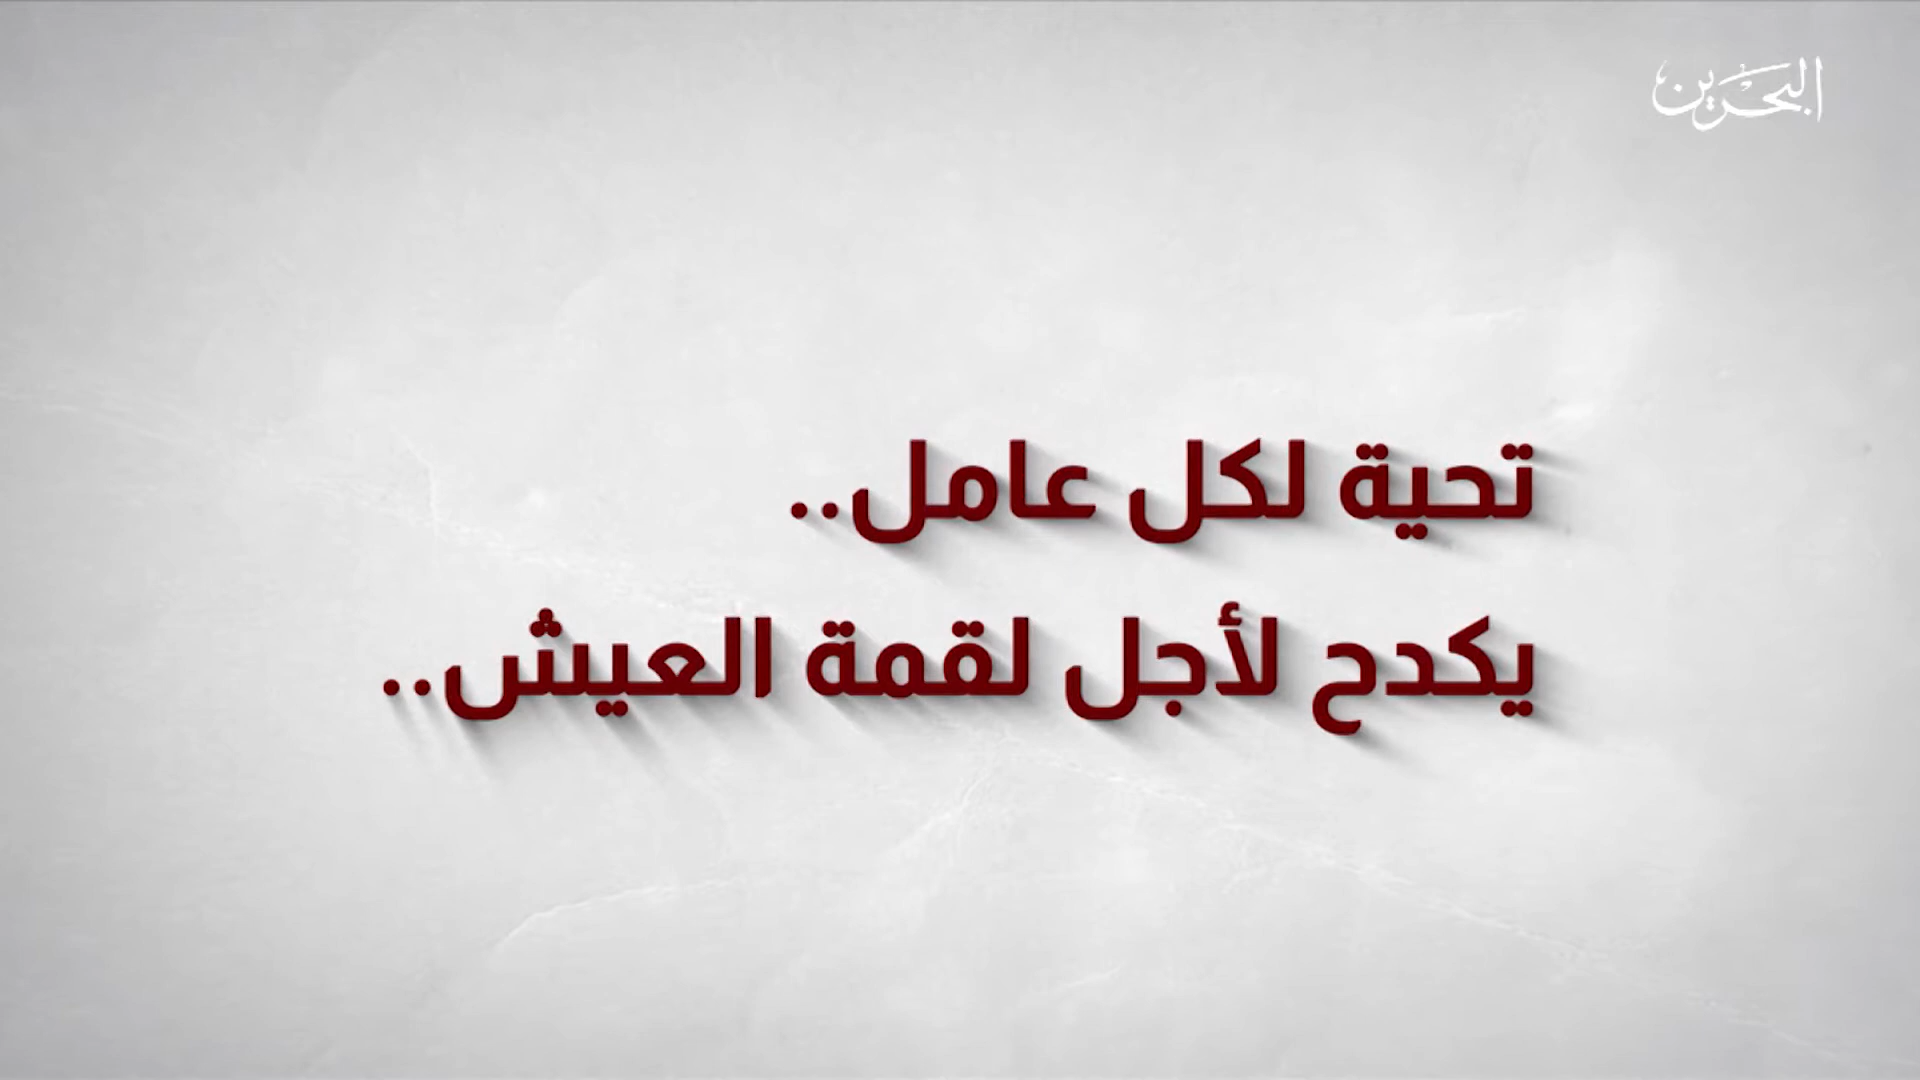 البحرين
تحية لكل عامل..
يكدح لأجل لقمة العيش..